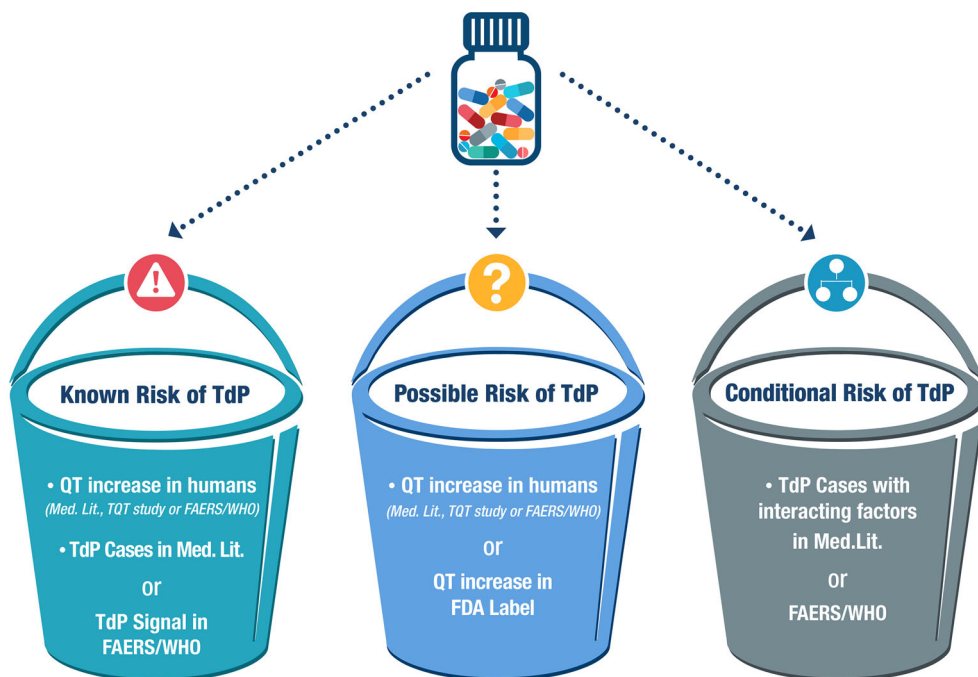 Known Risk of TdP
• QT increase in humans
(Med. Lit., TQT study or FAERS/WHO)
• TdP Cases in Med. Lit.
or
TdP Signal in
FAERS/WHO
Possible Risk of TdP
• QT increase in humans
(Med. Lit., TQT study or FAERS/WHO)
or
QT increase in
FDA Label
Conditional Risk of TdP
• TdP Cases with
interacting factors
in Med.Lit.
or
FAERS/WHO